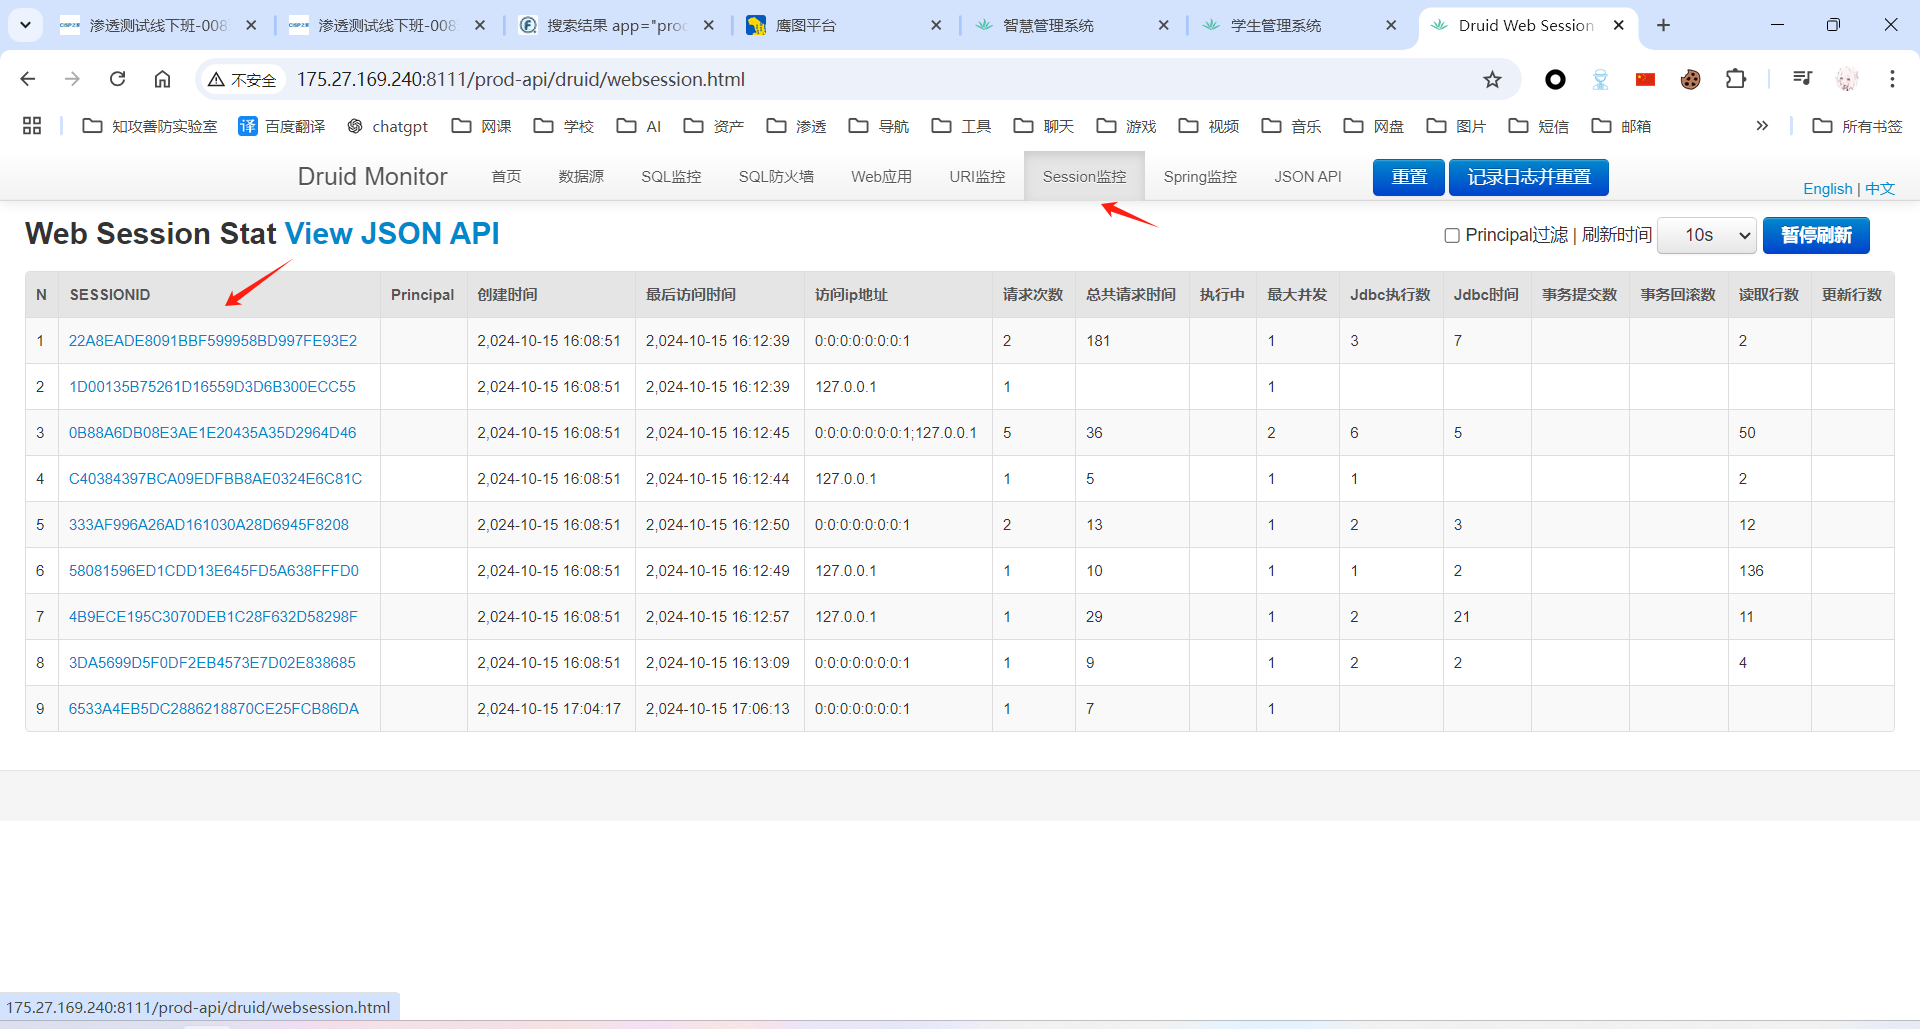 渗透测试线下班-008
渗透测试线下班-008
搜索结果 app="prod
鹰图平台
智慧管理系统
学生管理系统
Druid Web Session
不安全
175.27.169.240:8111/prod-api/druid/websession.html
知攻善防实验室
译 百度翻译
chatgpt
网课
学校
AI
资产
渗透
导航
工具
聊天
游戏
视频
音乐
网盘
图片
短信
邮箱
所有书签
Druid Monitor 首页 数据源 SQL监控 SQL防火墙 Web应用 URI监控 Session监控 Spring监控 JSON API 重置 记录日志并重置
English | 中文
Web Session Stat View JSON API
Principal过滤 | 刷新时间 10s 暂停刷新
N SESSIONID Principal 创建时间 最后访问时间 访问ip地址 请求次数 总共请求时间 执行中 最大并发 Jdbc执行数 Jdbc时间 事务提交数 事务回滚数 读取行数 更新行数
1 22A8EADE8091BBF599958BD997FE93E2 2,024-10-15 16:08:51 2,024-10-15 16:12:39 0:0:0:0:0:0:0:1 2 181 1 3 7 2
2 1D00135B75261D16559D3D6B300ECC55 2,024-10-15 16:08:51 2,024-10-15 16:12:39 127.0.0.1 1 1
3 0B88A6DB08E3AE1E20435A35D2964D46 2,024-10-15 16:08:51 2,024-10-15 16:12:45 0:0:0:0:0:0:0:1;127.0.0.1 5 36 2 6 5 50
4 C40384397BCA09EDFBB8AE0324E6C81C 2,024-10-15 16:08:51 2,024-10-15 16:12:44 127.0.0.1 1 5 1 1 2
5 333AF996A26AD161030A28D6945F8208 2,024-10-15 16:08:51 2,024-10-15 16:12:50 0:0:0:0:0:0:0:1 2 13 1 2 3 12
6 58081596ED1CDD13E645FD5A638FFFD0 2,024-10-15 16:08:51 2,024-10-15 16:12:49 127.0.0.1 1 10 1 1 2 136
7 4B9ECE195C3070DEB1C28F632D58298F 2,024-10-15 16:08:51 2,024-10-15 16:12:57 127.0.0.1 1 29 1 2 21 11
8 3DA5699D5F0DF2EB4573E7D02E838685 2,024-10-15 16:08:51 2,024-10-15 16:13:09 0:0:0:0:0:0:0:1 1 9 1 2 2 4
9 6533A4EB5DC2886218870CE25FCB86DA 2,024-10-15 17:04:17 2,024-10-15 17:06:13 0:0:0:0:0:0:0:1 1 7 1
175.27.169.240:8111/prod-api/druid/websession.html